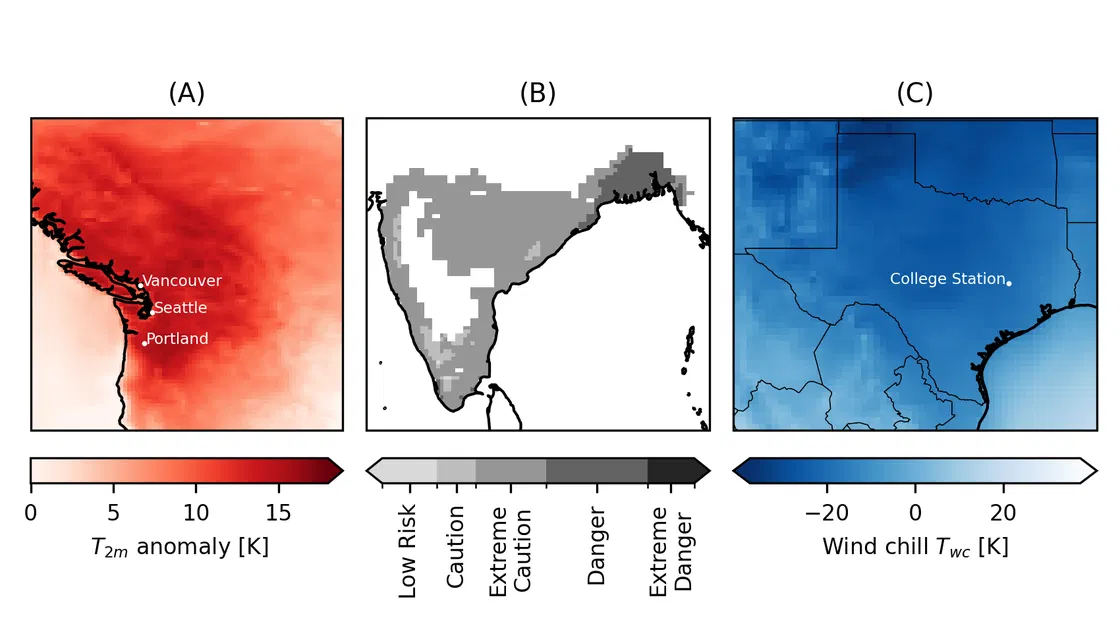 (A)
(B)
(C)
Vancouver
Seattle
Portland
College Station
0
5
10
15
T2m anomaly [K]
Low Risk
Caution
Extreme
Caution
Danger
Extreme
Danger
−20
0
20
Wind chill Twc [K]